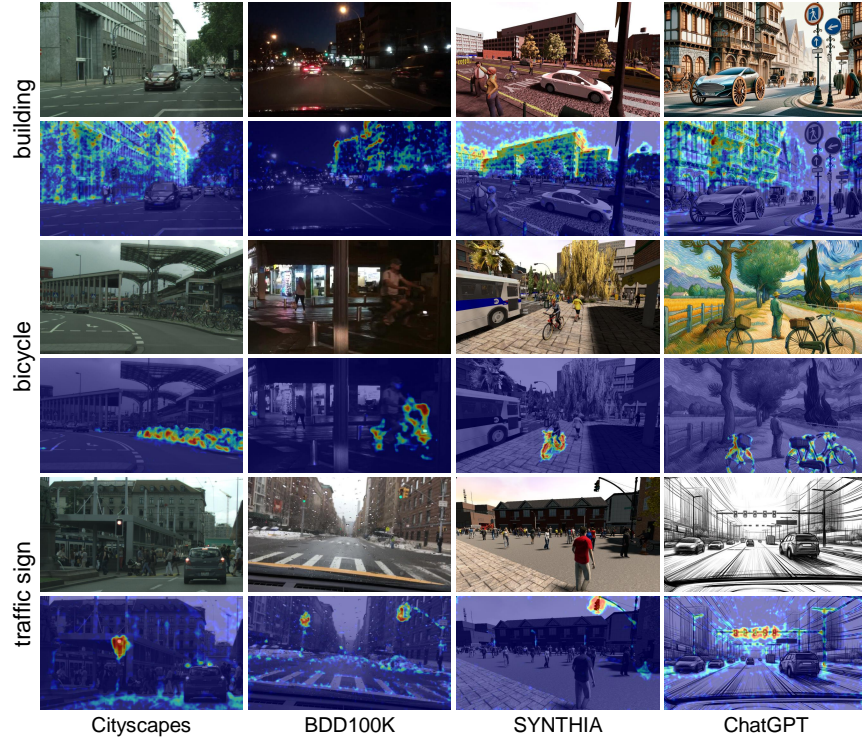 building
bicycle
traffic sign
Cityscapes
BDD100K
SYNTHIA
ChatGPT